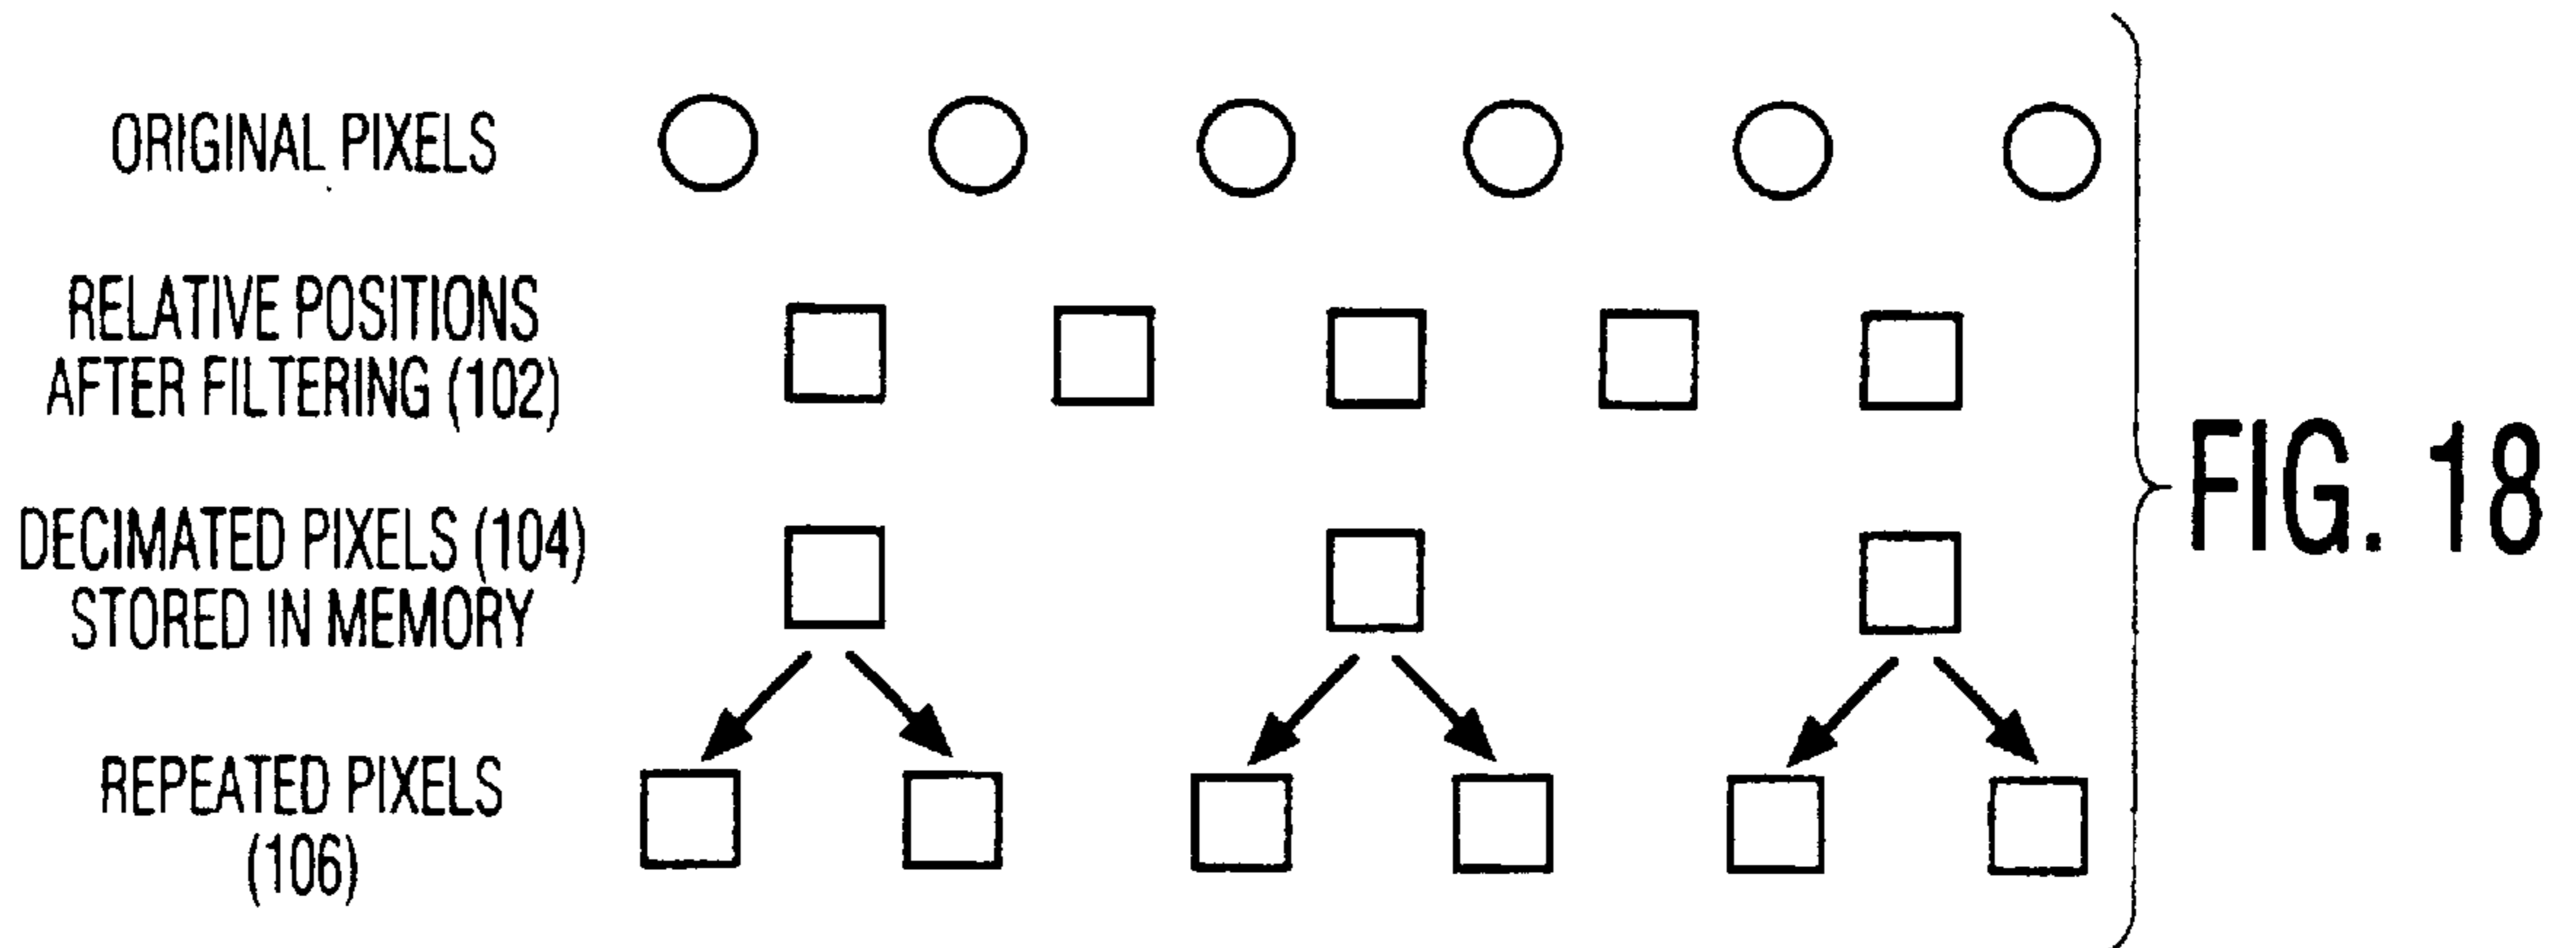 ORIGINAL PIXELS
RELATIVE POSITIONS
AFTER FILTERING (102)
DECIMATED PIXELS (104)
STORED IN MEMORY
REPEATED PIXELS
(106)
FIG. 18